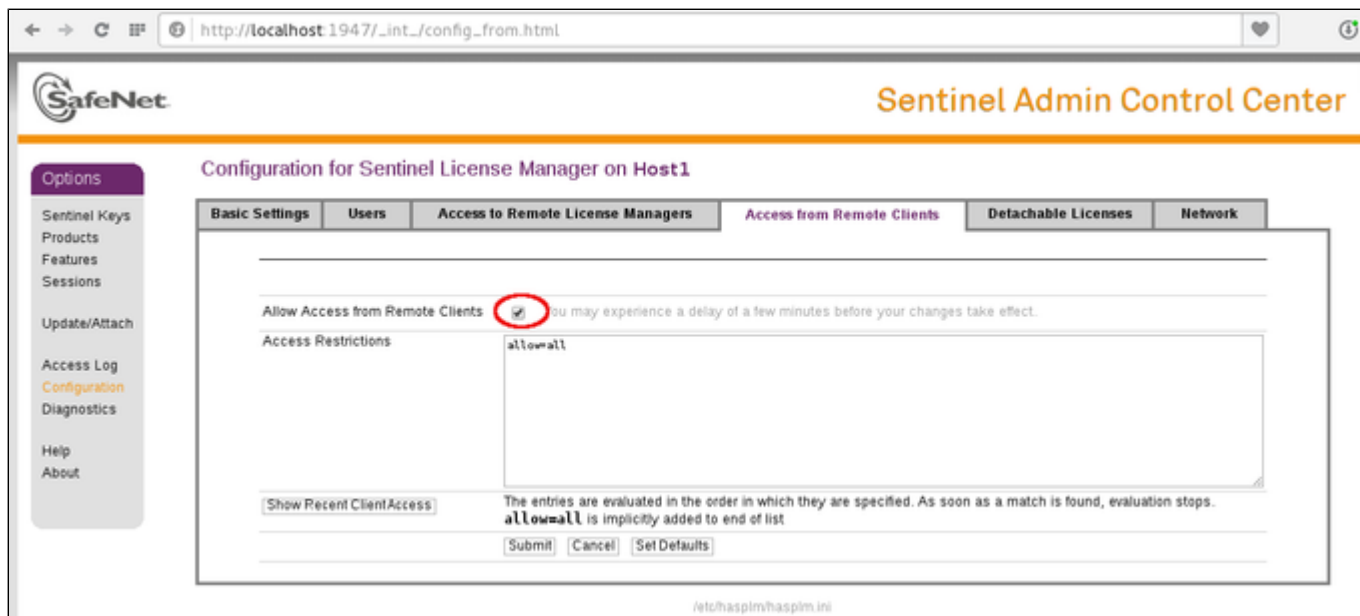 http://localhost:1947/_int_/config_from.html
SafeNet.
Sentinel Admin Control Center
Options
Sentinel Keys
Products
Features
Sessions
Update/Attach
Access Log
Configuration
Diagnostics
Help
About
Configuration for Sentinel License Manager on Host1
Basic Settings Users Access to Remote License Managers Access from Remote Clients Detachable Licenses Network
Allow Access from Remote Clients You may experience a delay of a few minutes before your changes take effect.
Access Restrictions
allow=all
Show Recent Client Access
The entries are evaluated in the order in which they are specified. As soon as a match is found, evaluation stops.
allow=all is implicitly added to end of list
Submit Cancel Set Defaults
/etc/hasplm/hasplm.ini